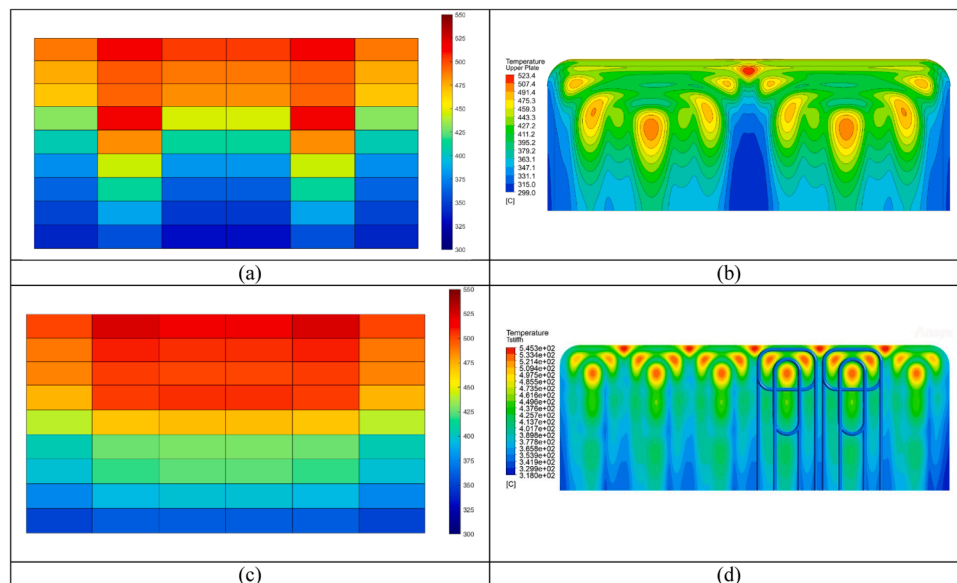 550
525
500
475
450
425
400
375
350
325
300
Temperature
Upper Plate
523.4
507.4
491.4
475.3
459.3
443.3
427.2
411.2
395.2
379.2
363.1
347.1
331.1
315.0
299.0
[C]
(a)
(b)
550
525
500
475
450
425
400
375
350
325
300
Temperature
Tstiffh
5.453e+02
5.334e+02
5.214e+02
5.094e+02
4.975e+02
4.855e+02
4.735e+02
4.616e+02
4.496e+02
4.376e+02
4.257e+02
4.137e+02
4.017e+02
3.898e+02
3.778e+02
3.658e+02
3.539e+02
3.419e+02
3.299e+02
3.180e+02
[C]
(c)
(d)